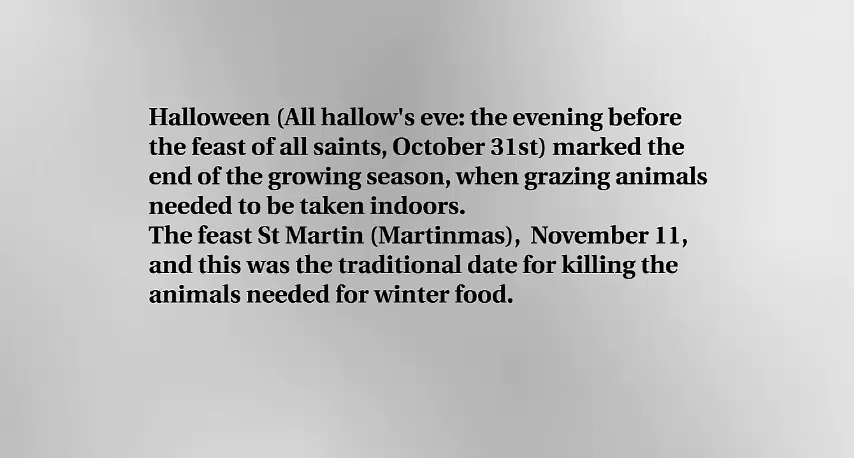 Halloween (All hallow's eve: the evening before
the feast of all saints, October 31st) marked the
end of the growing season, when grazing animals
needed to be taken indoors.
The feast St Martin (Martinmas),  November 11,
and this was the traditional date for killing the
animals needed for winter food.